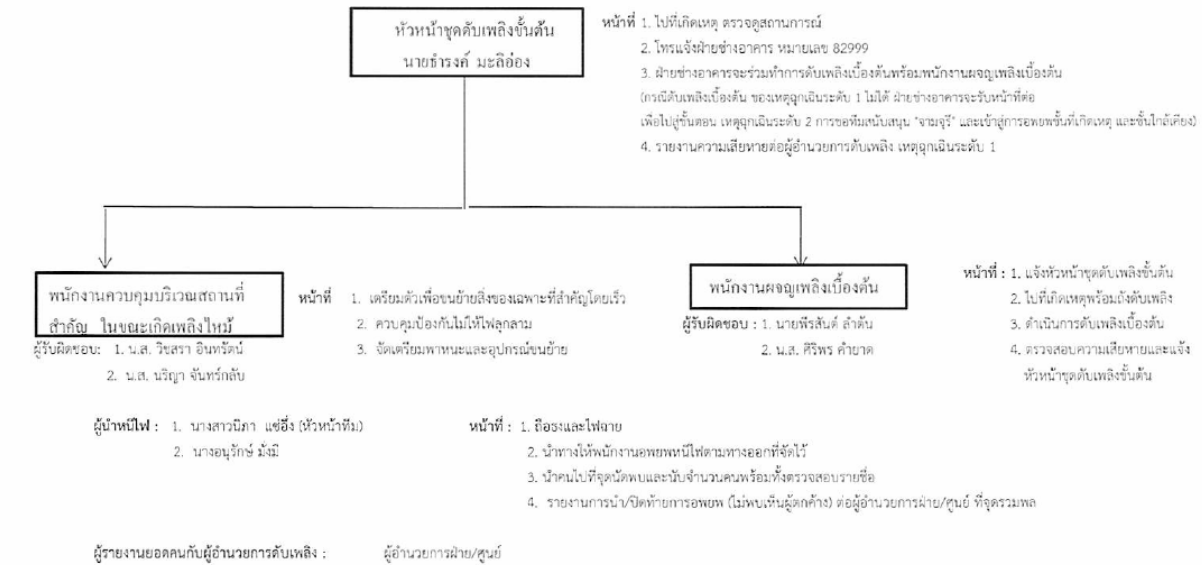 หัวหน้าชุดดับเพลิงขั้นต้น
นายธำรงค์ มะลิอ่อง
หน้าที่ 1. ไปที่เกิดเหตุ ตรวจดูสถานการณ์
2. โทรแจ้งฝ่ายช่างอาคาร หมายเลข 82999
3. ฝ่ายช่างอาคารจะร่วมทำการดับเพลิงเบื้องต้นพร้อมพนักงานผจญเพลิงเบื้องต้น
(กรณีดับเพลิงเบื้องต้น ของเหตุฉุกเฉินระดับ 1 ไม่ได้ ฝ่ายช่างอาคารจะรับหน้าที่ต่อ
เพื่อไปสู่ขั้นตอน เหตุฉุกเฉินระดับ 2 การขอทีมสนับสนุน "จามจุรี" และเข้าสู่การอพยพชั้นที่เกิดเหตุ และชั้นใกล้เคียง)
4. รายงานความเสียหายต่อผู้อำนวยการดับเพลิง เหตุฉุกเฉินระดับ 1
พนักงานควบคุมบริเวณสถานที่
สำคัญ ในขณะเกิดเพลิงไหม้
ผู้รับผิดชอบ: 1. น.ส. วิชสรา อินทรัตน์
2. น.ส. นริญา จันทร์กลับ
หน้าที่ 1. เตรียมตัวเพื่อขนย้ายสิ่งของเฉพาะที่สำคัญโดยเร็ว
2. ควบคุมป้องกันไม่ให้ไฟลุกลาม
3. จัดเตรียมพาหนะและอุปกรณ์ขนย้าย
พนักงานผจญเพลิงเบื้องต้น
ผู้รับผิดชอบ : 1. นายพีรสันต์ ลำดัน
2. น.ส. ศิริพร คำยาด
หน้าที่ : 1. แจ้งหัวหน้าชุดดับเพลิงขั้นต้น
2. ไปที่เกิดเหตุพร้อมถังดับเพลิง
3. ดำเนินการดับเพลิงเบื้องต้น
4. ตรวจสอบความเสียหายและแจ้ง
หัวหน้าชุดดับเพลิงขั้นต้น
ผู้นำหนีไฟ : 1. นางสาวนิภา แซ่อึ้ง (หัวหน้าทีม)
2. นางอนุรักษ์ มั่งมี
หน้าที่ : 1. ถือธงและไฟฉาย
2. นำทางให้พนักงานอพยพหนีไฟตามทางออกที่จัดไว้
3. นำคนไปที่จุดนัดพบและนับจำนวนคนพร้อมทั้งตรวจสอบรายชื่อ
4. รายงานการนำ/ปิดท้ายการอพยพ (ไม่พบเห็นผู้ตกค้าง) ต่อผู้อำนวยการฝ่าย/ศูนย์ ที่จุดรวมพล
ผู้รายงานยอดคนกับผู้อำนวยการดับเพลิง : ผู้อำนวยการฝ่าย/ศูนย์